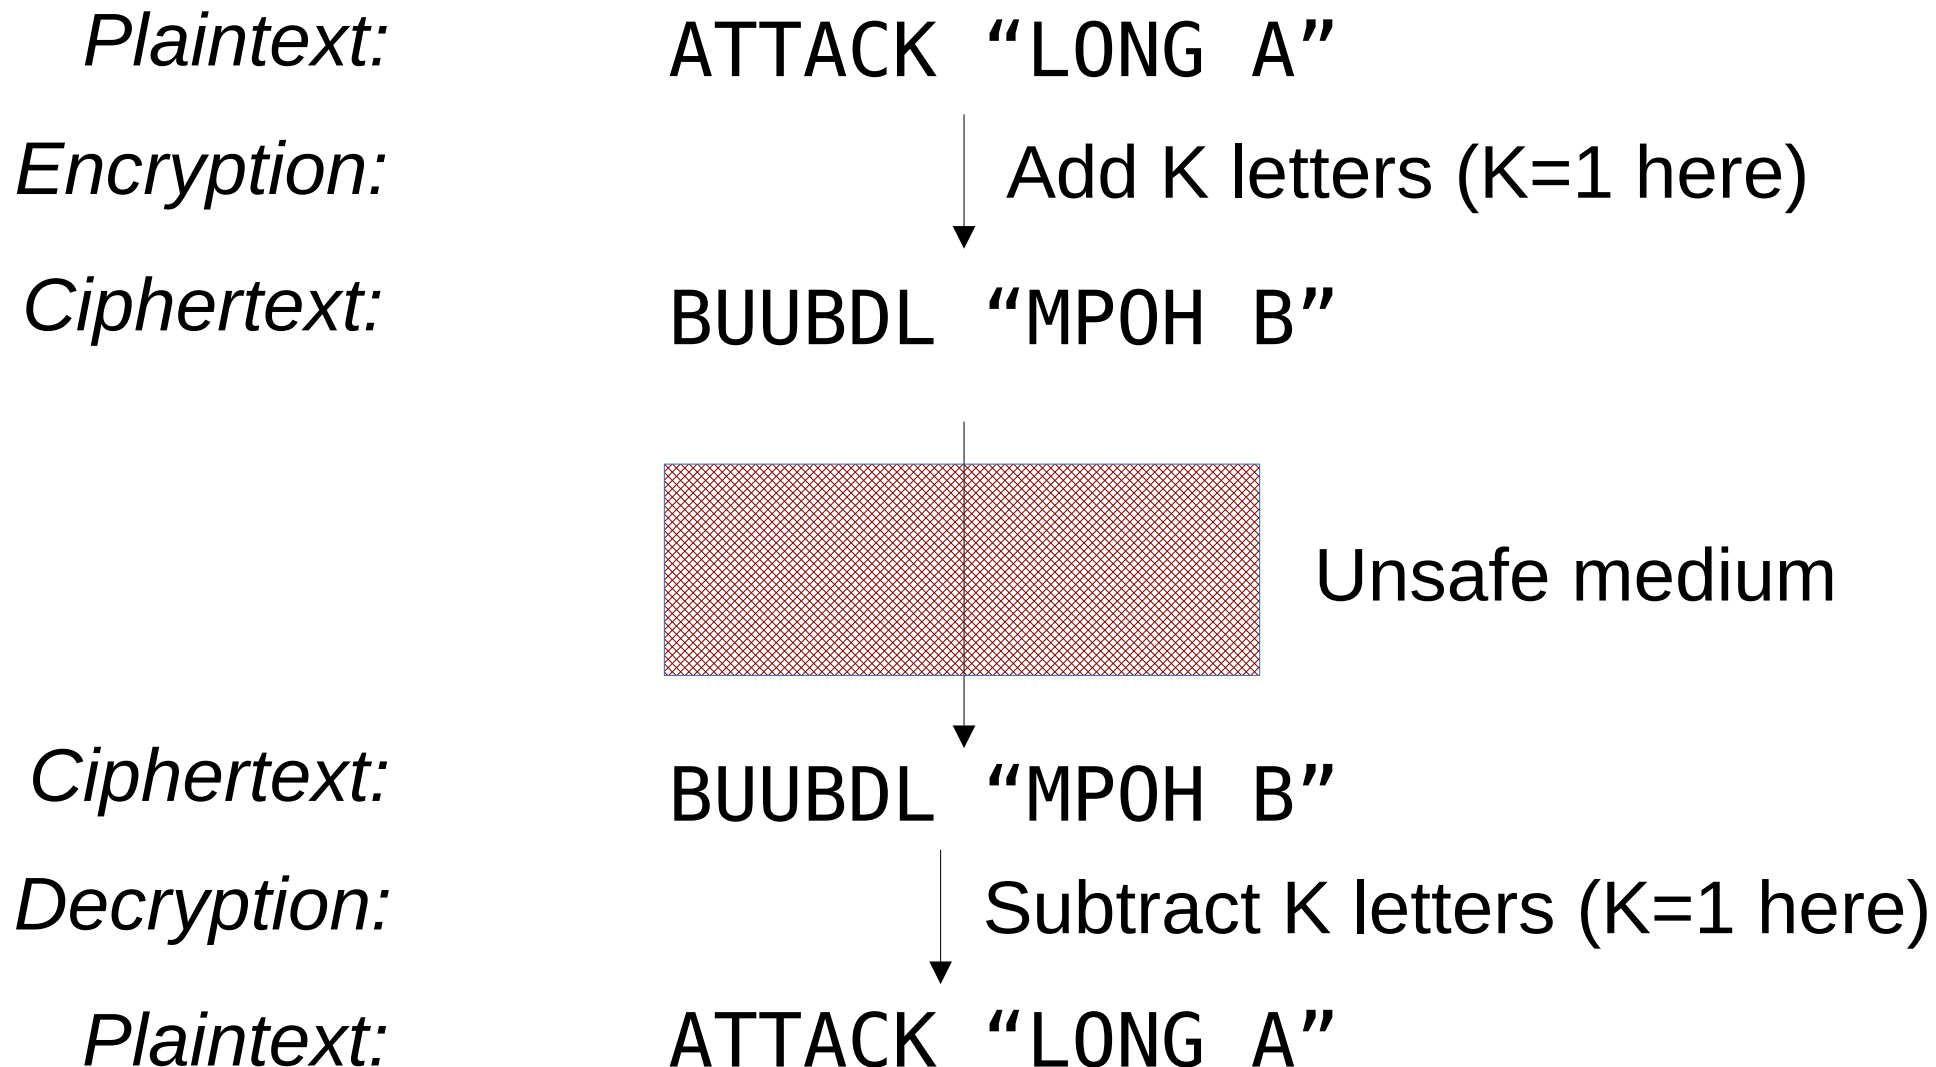 Plaintext: ATTACK “LONG A”
Encryption: Add K letters (K=1 here)
Ciphertext: BUUBDL “MPOH B”
Unsafe medium
Ciphertext: BUUBDL “MPOH B”
Decryption: Subtract K letters (K=1 here)
Plaintext: ATTACK “LONG A”